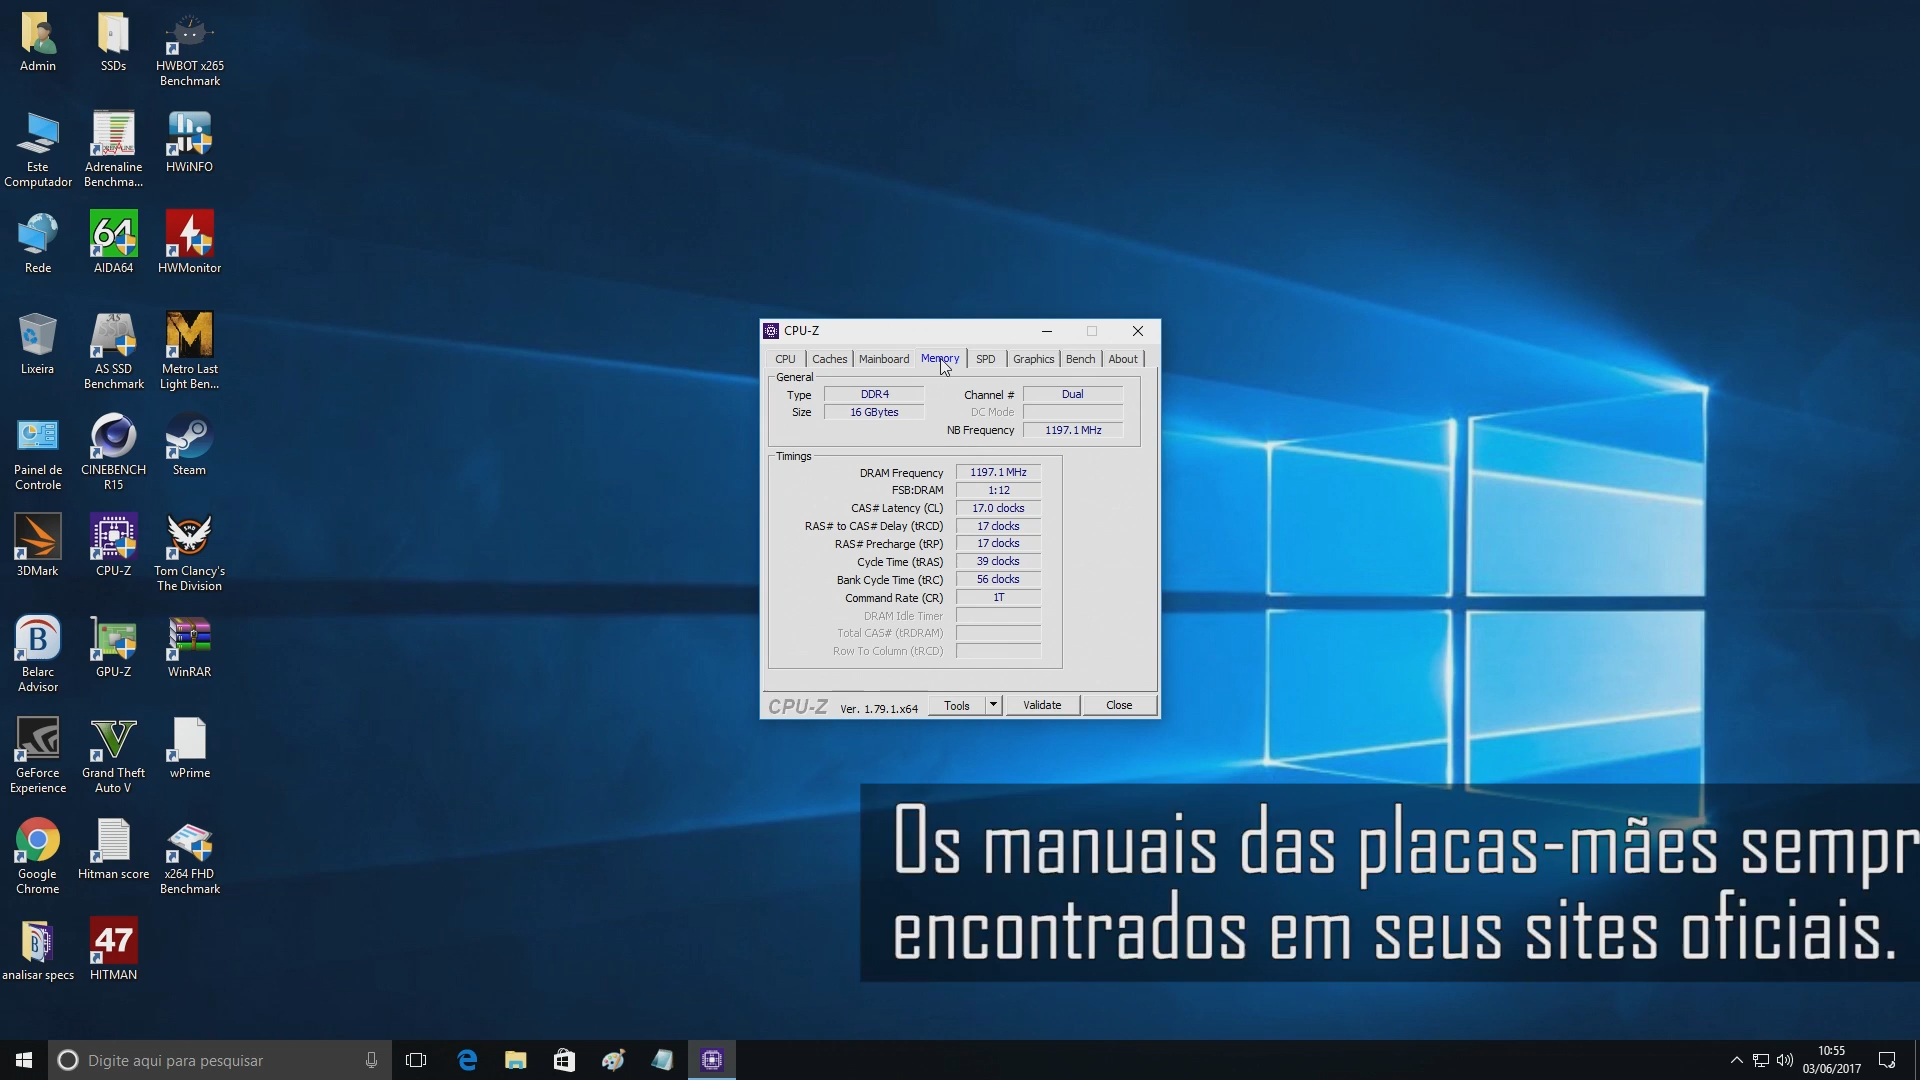 Admin
SSDs
HWBOT x265
Benchmark
Este
Computador
Adrenaline
Benchma...
HWiNFO
Rede
64
AIDA64
HWMonitor
Lixeira
AS SSD
AS SSD
Benchmark
Metro Last
Light Ben...
Painel de
Controle
CINEBENCH
R15
Steam
3DMark
CPU-Z
Tom Clancy's
The Division
Belarc
Advisor
GPU-Z
WinRAR
GeForce
Experience
Grand Theft
Auto V
wPrime
Google
Chrome
Hitman score
x264 FHD
Benchmark
analisar specs
47
HITMAN
CPU-Z
CPU Caches Mainboard Memory SPD Graphics Bench About
General
Type DDR4 Channel # Dual
Size 16 GBytes DC Mode
NB Frequency 1197.1 MHz
Timings
DRAM Frequency 1197.1 MHz
FSB:DRAM 1:12
CAS# Latency (CL) 17.0 clocks
RAS# to CAS# Delay (tRCD) 17 clocks
RAS# Precharge (tRP) 17 clocks
Cycle Time (tRAS) 39 clocks
Bank Cycle Time (tRC) 56 clocks
Command Rate (CR) 1T
DRAM Idle Timer
Total CAS# (tRDRAM)
Row To Column (tRCD)
CPU-Z Ver. 1.79.1.x64 Tools Validate Close
Os manuais das placas-mães sempr
encontrados em seus sites oficiais.
Digite aqui para pesquisar
10:55
03/06/2017